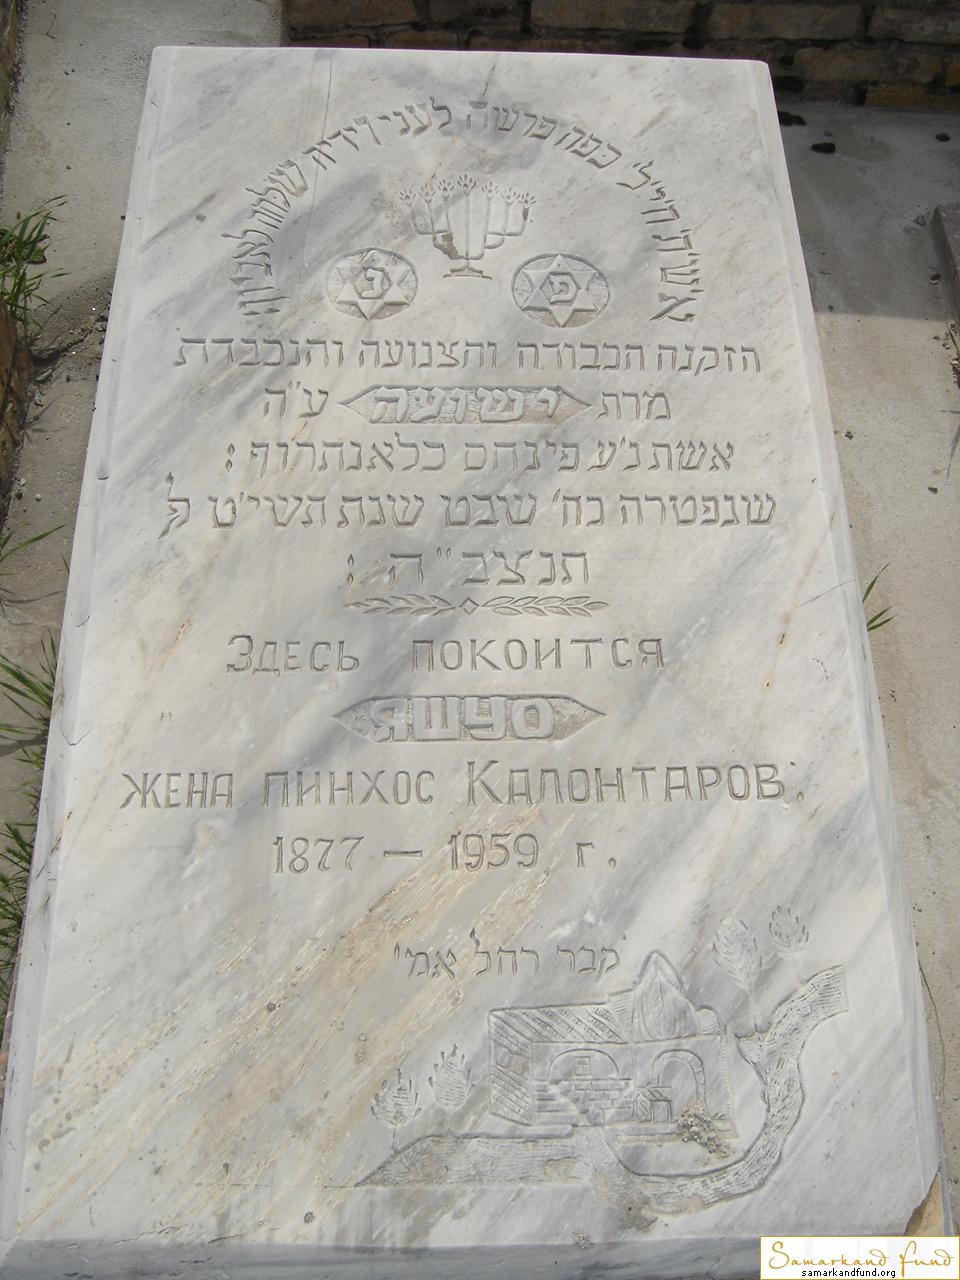 אשת חיל כפה פרשה לעני וידיה שלחה לאביון
פ נ
הזקנה הכבודה והצנועה והנכבדת
מרת ישועה ע"ה
אשת נ'ע פינחס כלאנתרוף :
שנפטרה כח' שבט שנת תשי'ט ל'ק
תנצב"ה :
ЗДЕСЬ ПОКОИТСЯ
ЯШУО
ЖЕНА ПИНХОС КАЛОНТАРОВ.
1877 — 1959 г.
קבר רחל אמי'
Samarkand Fund
samarkandfund.org